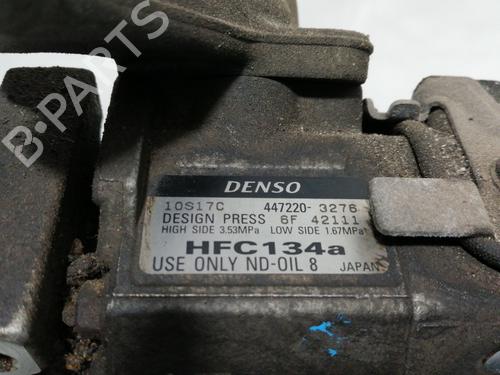 B-PARTS
DENSO
10S17C 447220-3276
DESIGN PRESS 6F 42111
HIGH SIDE 3.53MPa LOW SIDE 1.67MPa
HFC134a
USE ONLY ND-OIL 8 JAPAN